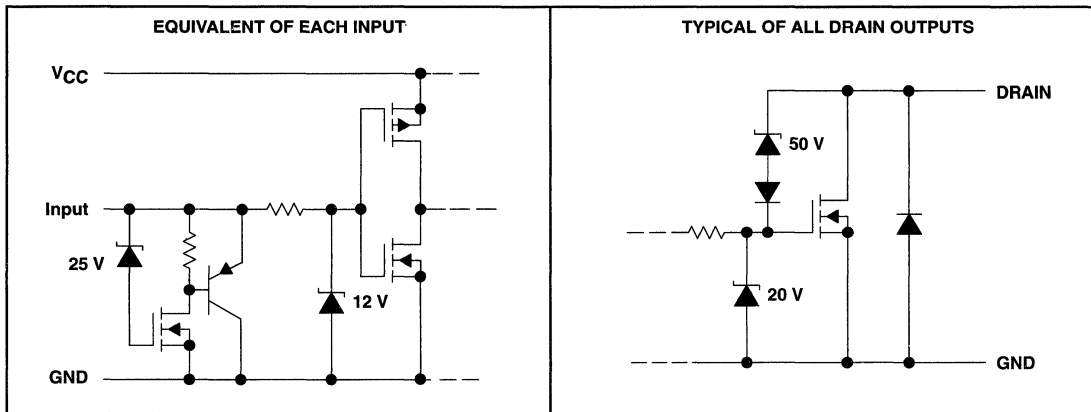 EQUIVALENT OF EACH INPUT
VCC
Input
25 V
12 V
GND
TYPICAL OF ALL DRAIN OUTPUTS
DRAIN
50 V
20 V
GND